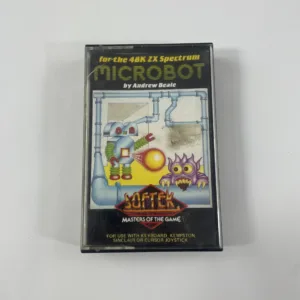 for the 48K ZX Spectrum
MICROBOT
by Andrew Beale
SOFTEK
MASTERS OF THE GAME
FOR USE WITH KEYBOARD, KEMPSTON,
SINCLAIR OR CURSOR JOYSTICK